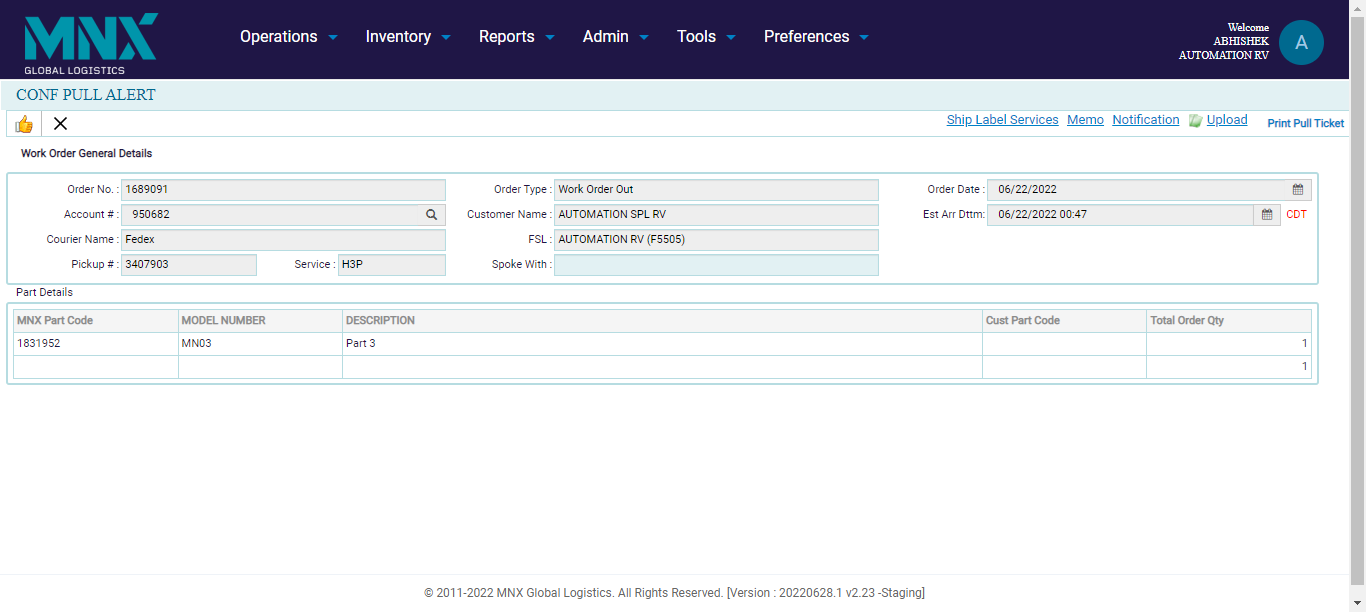 MNX
GLOBAL LOGISTICS
Operations Inventory Reports Admin Tools Preferences
Welcome
ABHISHEK
AUTOMATION RV
A
CONF PULL ALERT
Ship Label Services Memo Notification Upload Print Pull Ticket
Work Order General Details
Order No. : 1689091 Order Type : Work Order Out Order Date : 06/22/2022
Account # : 950682 Customer Name : AUTOMATION SPL RV Est Arr Dttm: 06/22/2022 00:47 CDT
Courier Name : Fedex FSL : AUTOMATION RV (F5505)
Pickup # : 3407903 Service : H3P Spoke With :
Part Details
MNX Part Code MODEL NUMBER DESCRIPTION Cust Part Code Total Order Qty
1831952 MN03 Part 3 1
1
© 2011-2022 MNX Global Logistics. All Rights Reserved. [Version : 20220628.1 v2.23 -Staging]